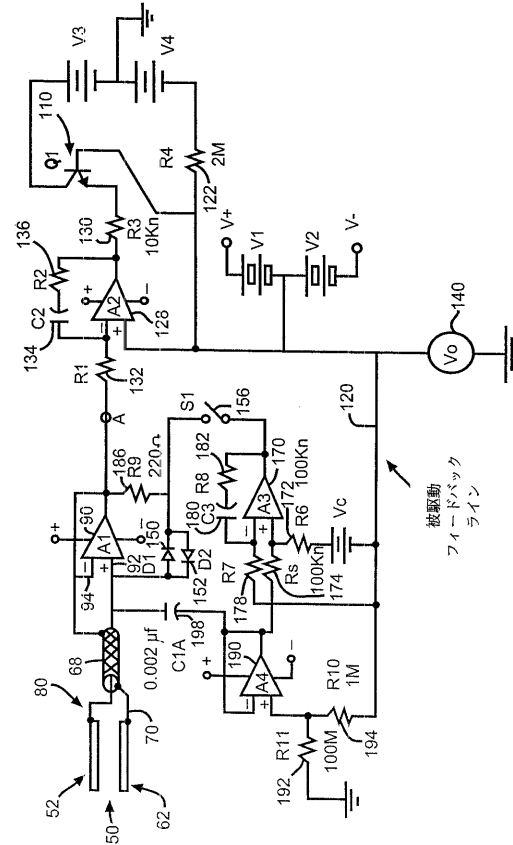 52
50
62
80
70
68
94
92
A1
90
0.002 µf
C1A
198
D1
150
152
D2
186
R9
220Ω
A
S1
156
R1
132
134
C2
R2
136
A2
128
130
R3
10Kn
Q1
110
V3
V4
R4
122
2M
V+
V1
V2
V-
Vo
140
120
被駆動
フィードバック
ライン
180
C3
R8
182
A3
170
100Kn
172
R6
Vc
R7
178
Rs
100Kn
174
A4
190
R11
192
100M
R10
1M
194